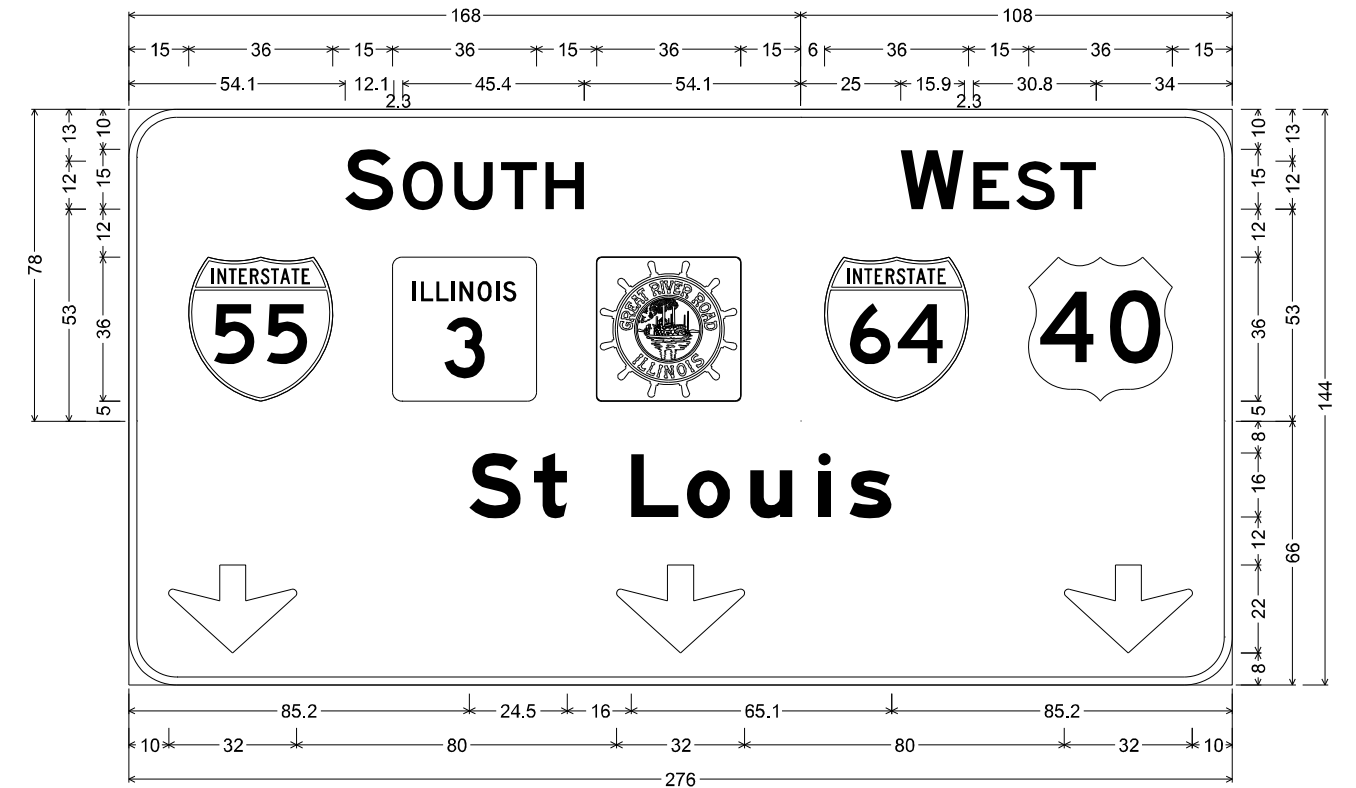 168 108
15 36 15 36 15 36 15 6 36 15 36 15
54.1 12.1 2.3 45.4 54.1 25 15.9 2.3 30.8 34
SOUTH WEST
INTERSTATE 55
ILLINOIS 3
GREAT RIVER ROAD
ILLINOIS
INTERSTATE 64
40
St Louis
78
13 12 53
10 15 12 36 5
10 15 12 36 5 8 16 12 22 8
13 12 53 66
144
85.2 24.5 16 65.1 85.2
10 32 80 32 80 32 10
276